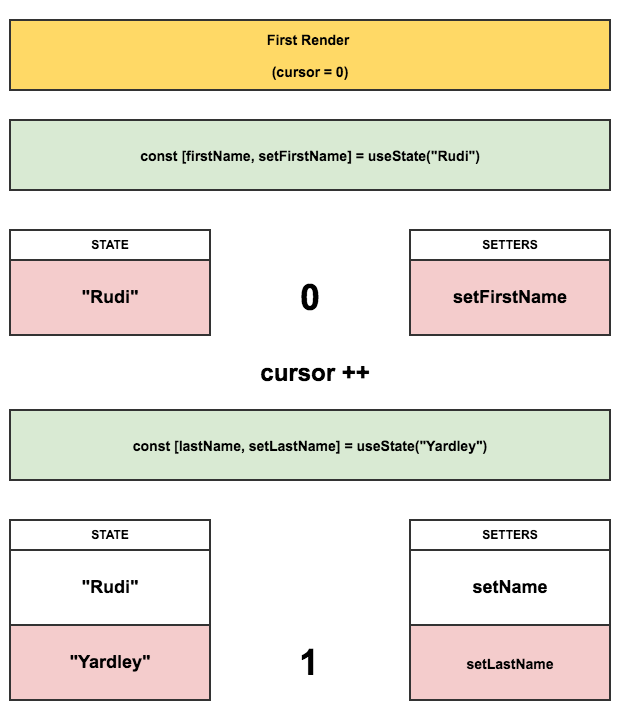 First Render
(cursor = 0)
const [firstName, setFirstName] = useState("Rudi")
STATE
SETTERS
"Rudi"
0
setFirstName
cursor ++
const [lastName, setLastName] = useState("Yardley")
STATE
SETTERS
"Rudi"
setName
"Yardley"
1
setLastName